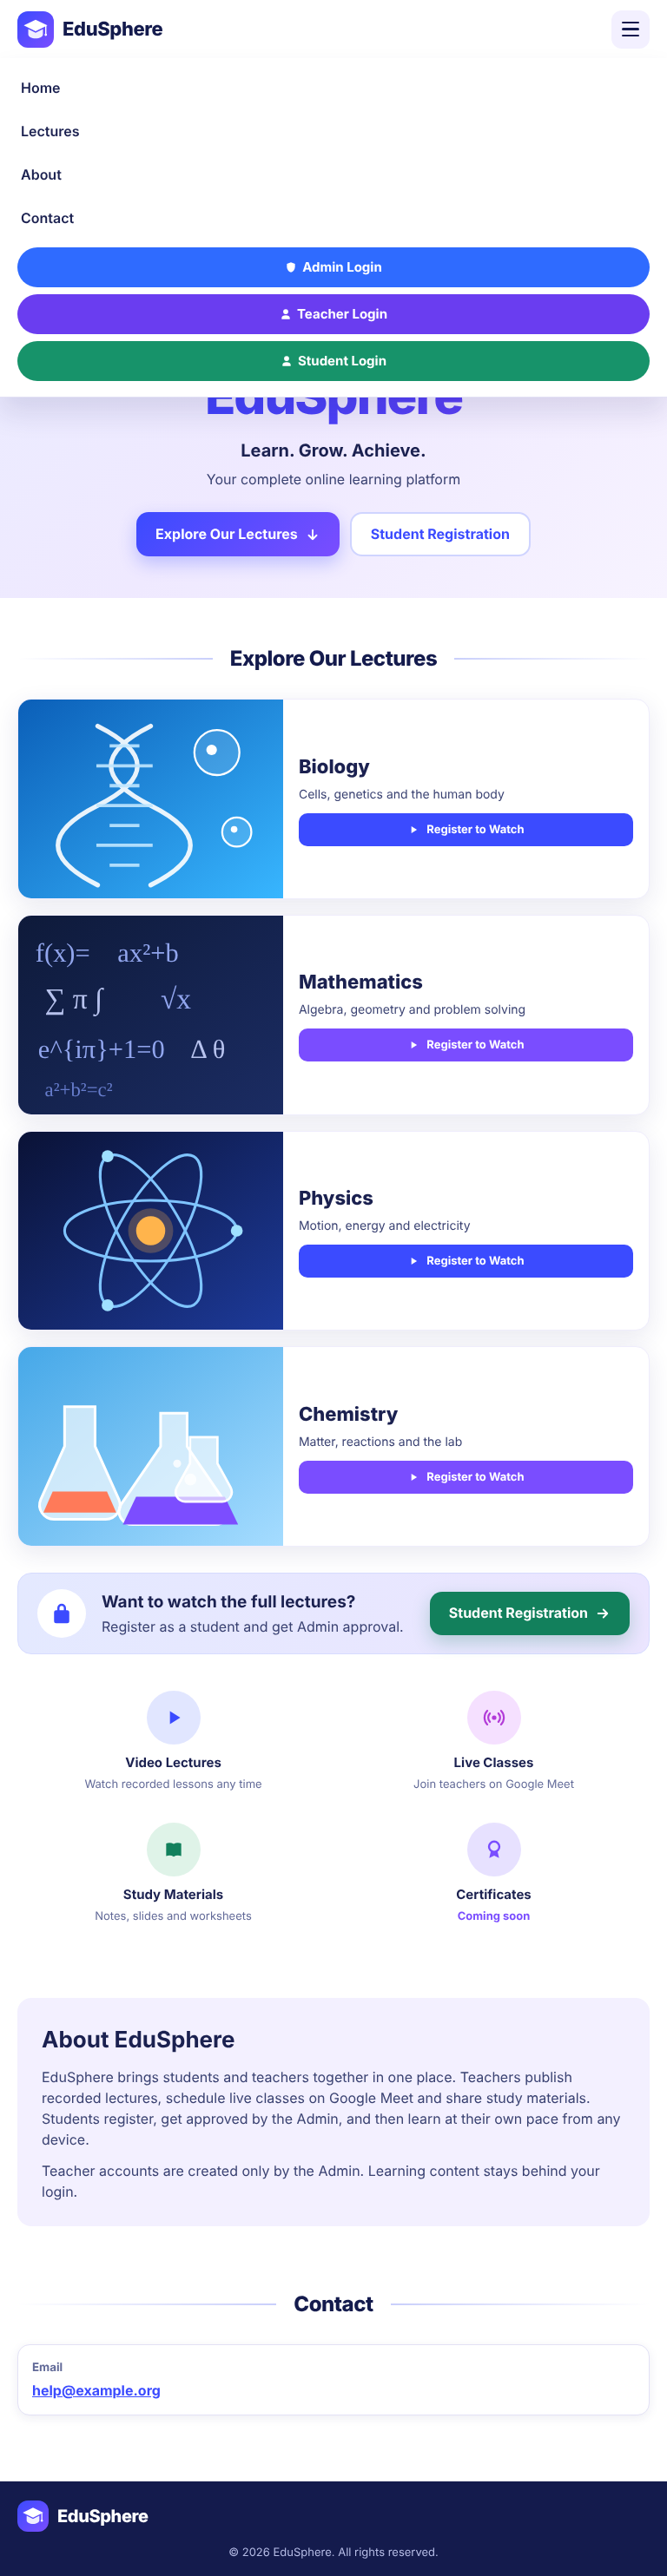 EduSphere
Home
Lectures
About
Contact
Admin Login
Teacher Login
Student Login
EduSphere
Learn. Grow. Achieve.
Your complete online learning platform
Explore Our Lectures
Student Registration
Explore Our Lectures
Biology
Cells, genetics and the human body
Register to Watch
f(x)= ax²+b
∑ π ∫ √x
e^{iπ}+1=0 Δ θ
a²+b²=c²
Mathematics
Algebra, geometry and problem solving
Register to Watch
Physics
Motion, energy and electricity
Register to Watch
Chemistry
Matter, reactions and the lab
Register to Watch
Want to watch the full lectures?
Register as a student and get Admin approval.
Student Registration
Video Lectures
Watch recorded lessons any time
Live Classes
Join teachers on Google Meet
Study Materials
Notes, slides and worksheets
Certificates
Coming soon
About EduSphere
EduSphere brings students and teachers together in one place. Teachers publish
recorded lectures, schedule live classes on Google Meet and share study materials.
Students register, get approved by the Admin, and then learn at their own pace from any
device.
Teacher accounts are created only by the Admin. Learning content stays behind your
login.
Contact
Email
help@example.org
EduSphere
© 2026 EduSphere. All rights reserved.